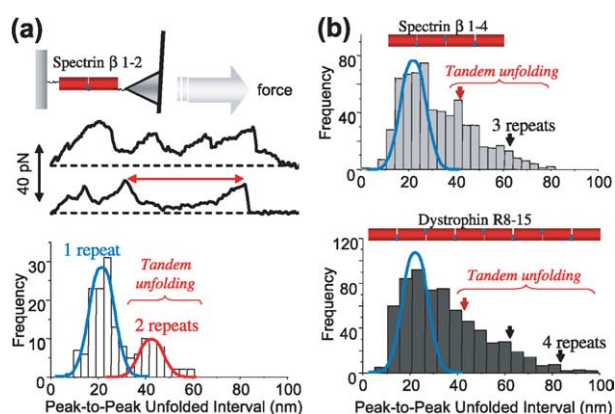 (a)
Spectrin β 1-2
force
40 pN
1 repeat
Tandem
unfolding
2 repeats
Frequency
30
20
10
0
0 20 40 60 80 100
Peak-to-Peak Unfolded Interval (nm)
(b)
Spectrin β 1-4
Tandem unfolding
3 repeats
Frequency
80
40
0
0 20 40 60 80 100
Dystrophin R8-15
Tandem unfolding
4 repeats
Frequency
120
80
40
0
0 20 40 60 80 100
Peak-to-Peak Unfolded Interval (nm)